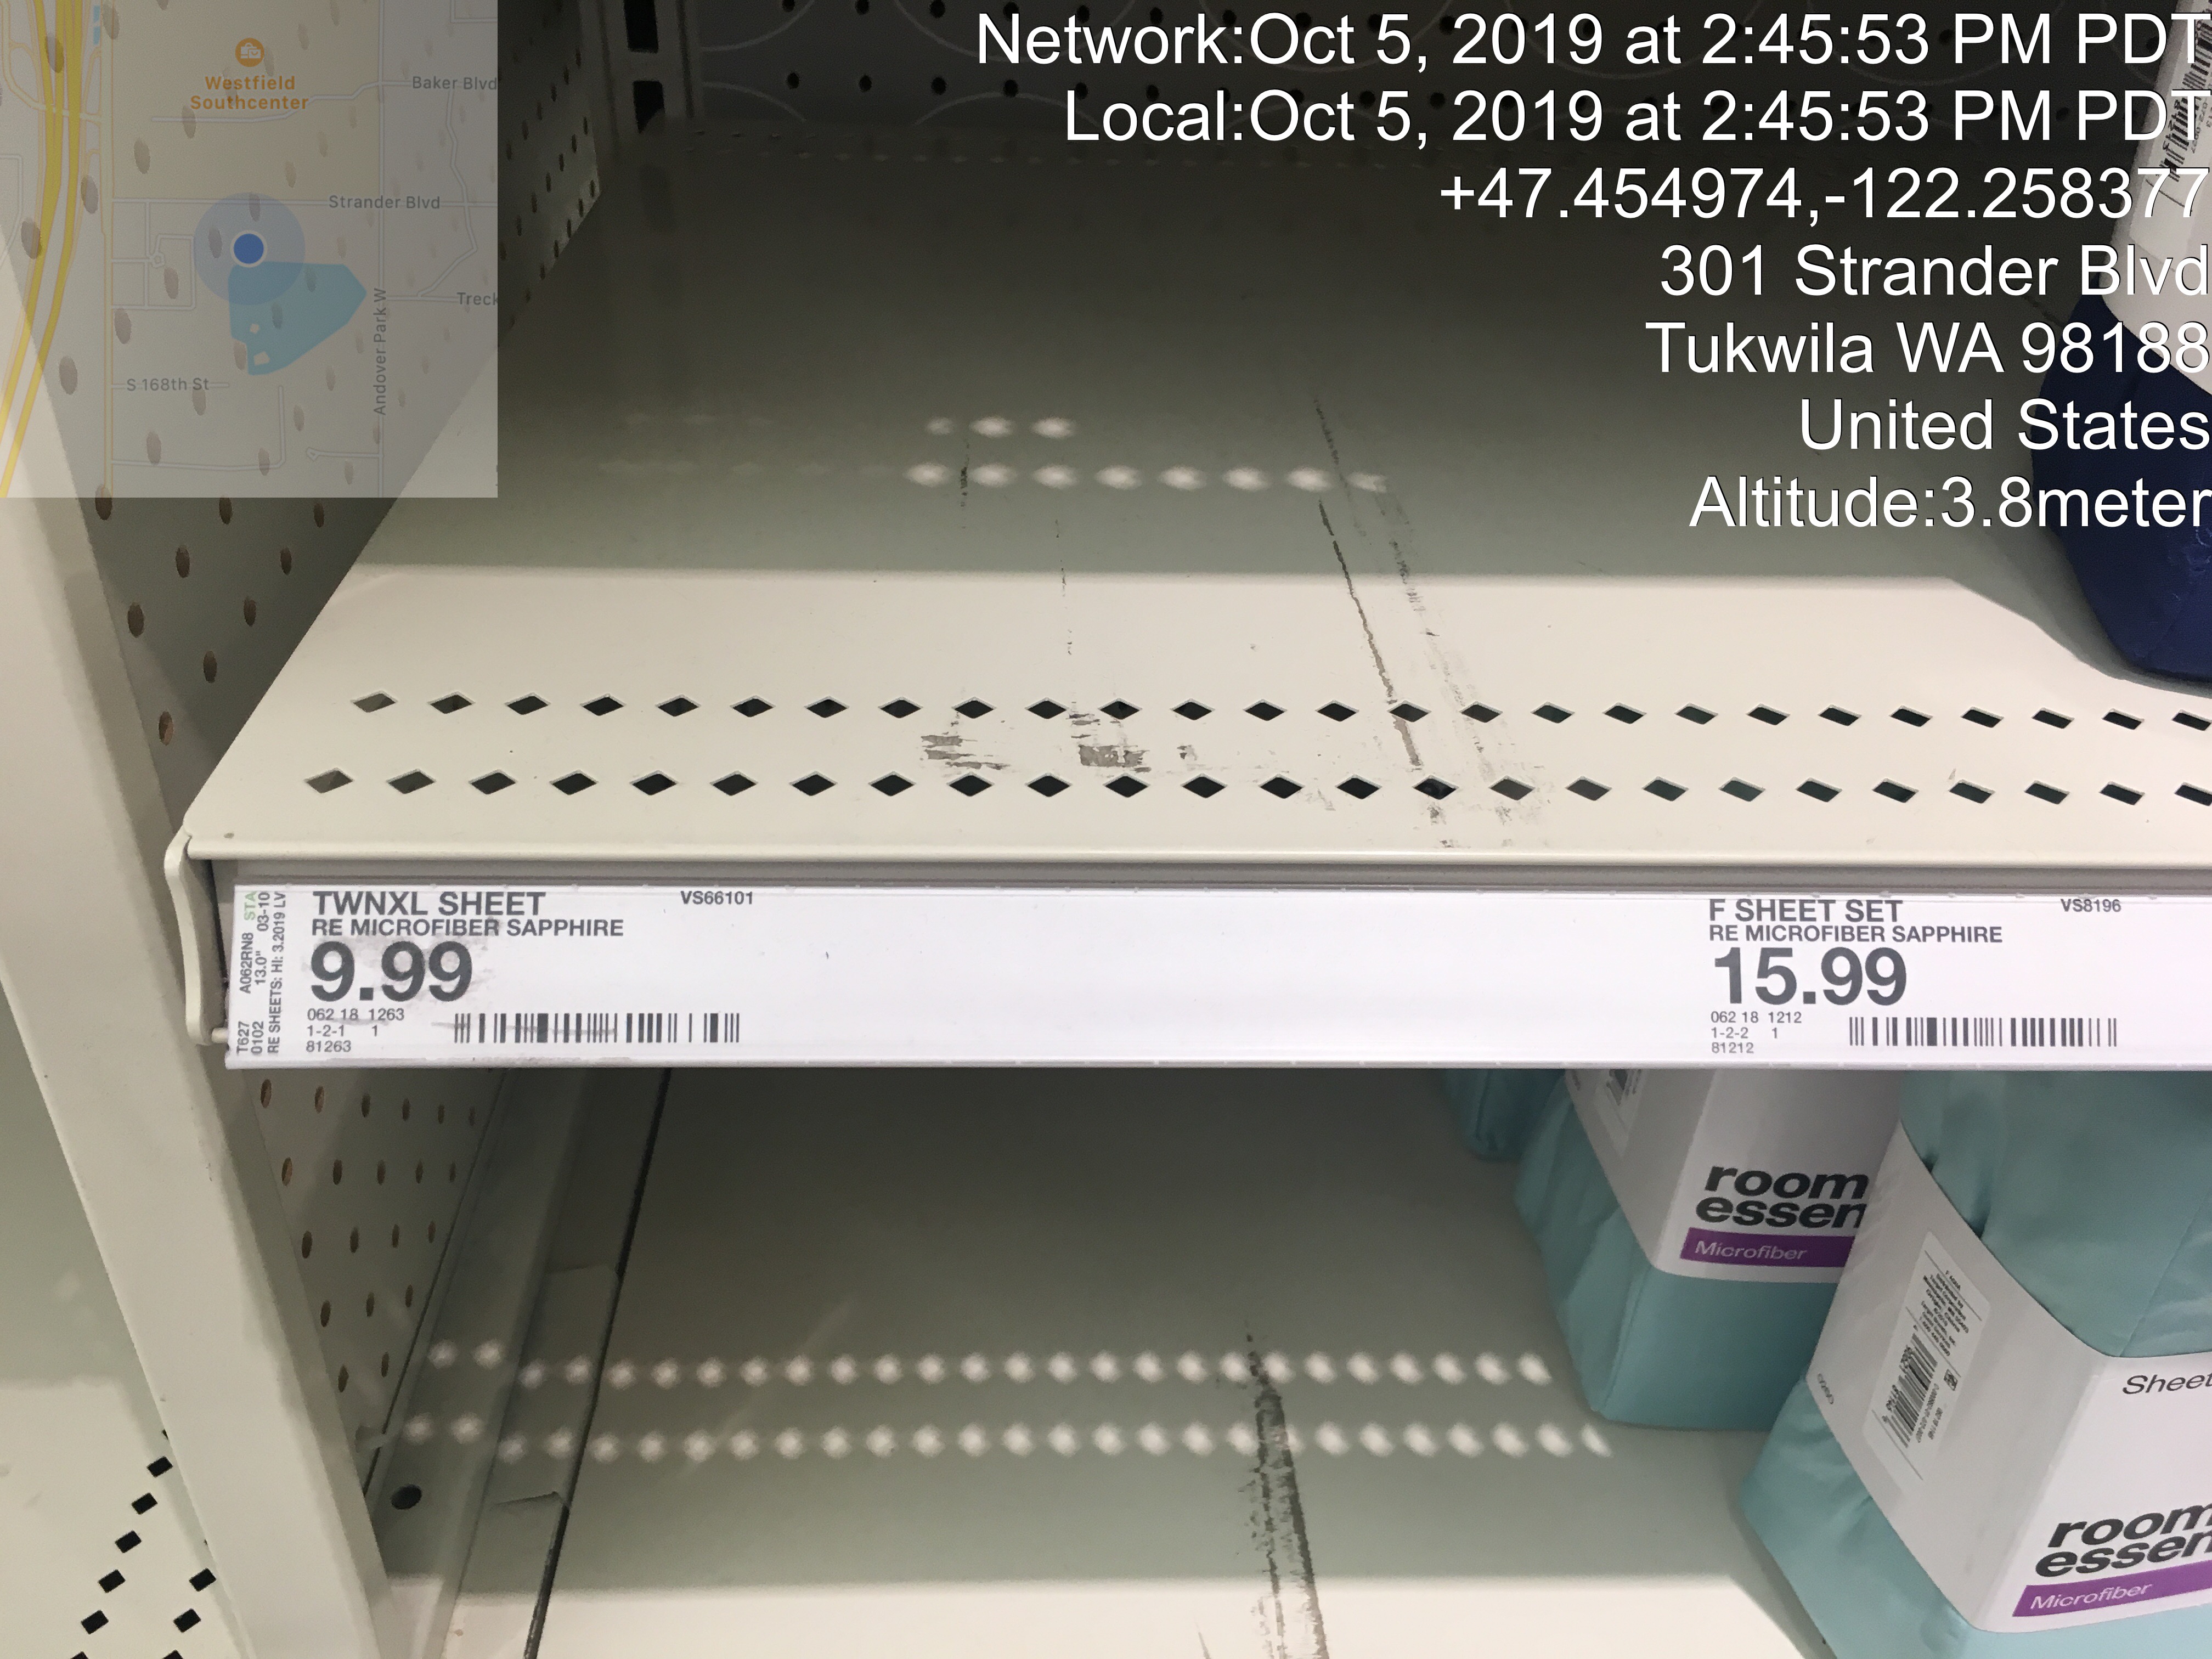 Westfield
Southcenter
Baker Blvd
Strander Blvd
Treck
Andover Park W
S 168th St
Network:Oct 5, 2019 at 2:45:53 PM PDT
Local:Oct 5, 2019 at 2:45:53 PM PDT
+47.454974,-122.258377
301 Strander Blvd
Tukwila WA 98188
United States
Altitude:3.8meter
STA
A062RN8 03-10
13.0"
RE SHEETS: HI: 3.2019 LV
T627
0102
TWNXL SHEET
VS66101
RE MICROFIBER SAPPHIRE
9.99
062 18 1263
1-2-1 1
81263
F SHEET SET
VS8196
RE MICROFIBER SAPPHIRE
15.99
062 18 1212
1-2-2 1
81212
room
essen
Microfiber
Sheet
room
essen
Microfiber